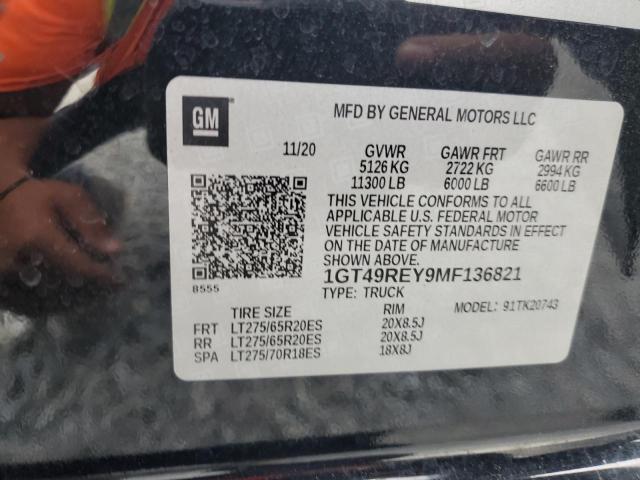 GM
MFD BY GENERAL MOTORS LLC
11/20 GVWR GAWR FRT GAWR RR
5126 KG 2722 KG 2994 KG
11300 LB 6000 LB 6600 LB
THIS VEHICLE CONFORMS TO ALL
APPLICABLE U.S. FEDERAL MOTOR
VEHICLE SAFETY STANDARDS IN EFFECT
ON THE DATE OF MANUFACTURE
SHOWN ABOVE.
8555
1GT49REY9MF136821
TYPE: TRUCK
MODEL: 91TK20743
TIRE SIZE RIM
FRT LT275/65R20ES 20X8.5J
RR LT275/65R20ES 20X8.5J
SPA LT275/70R18ES 18X8J